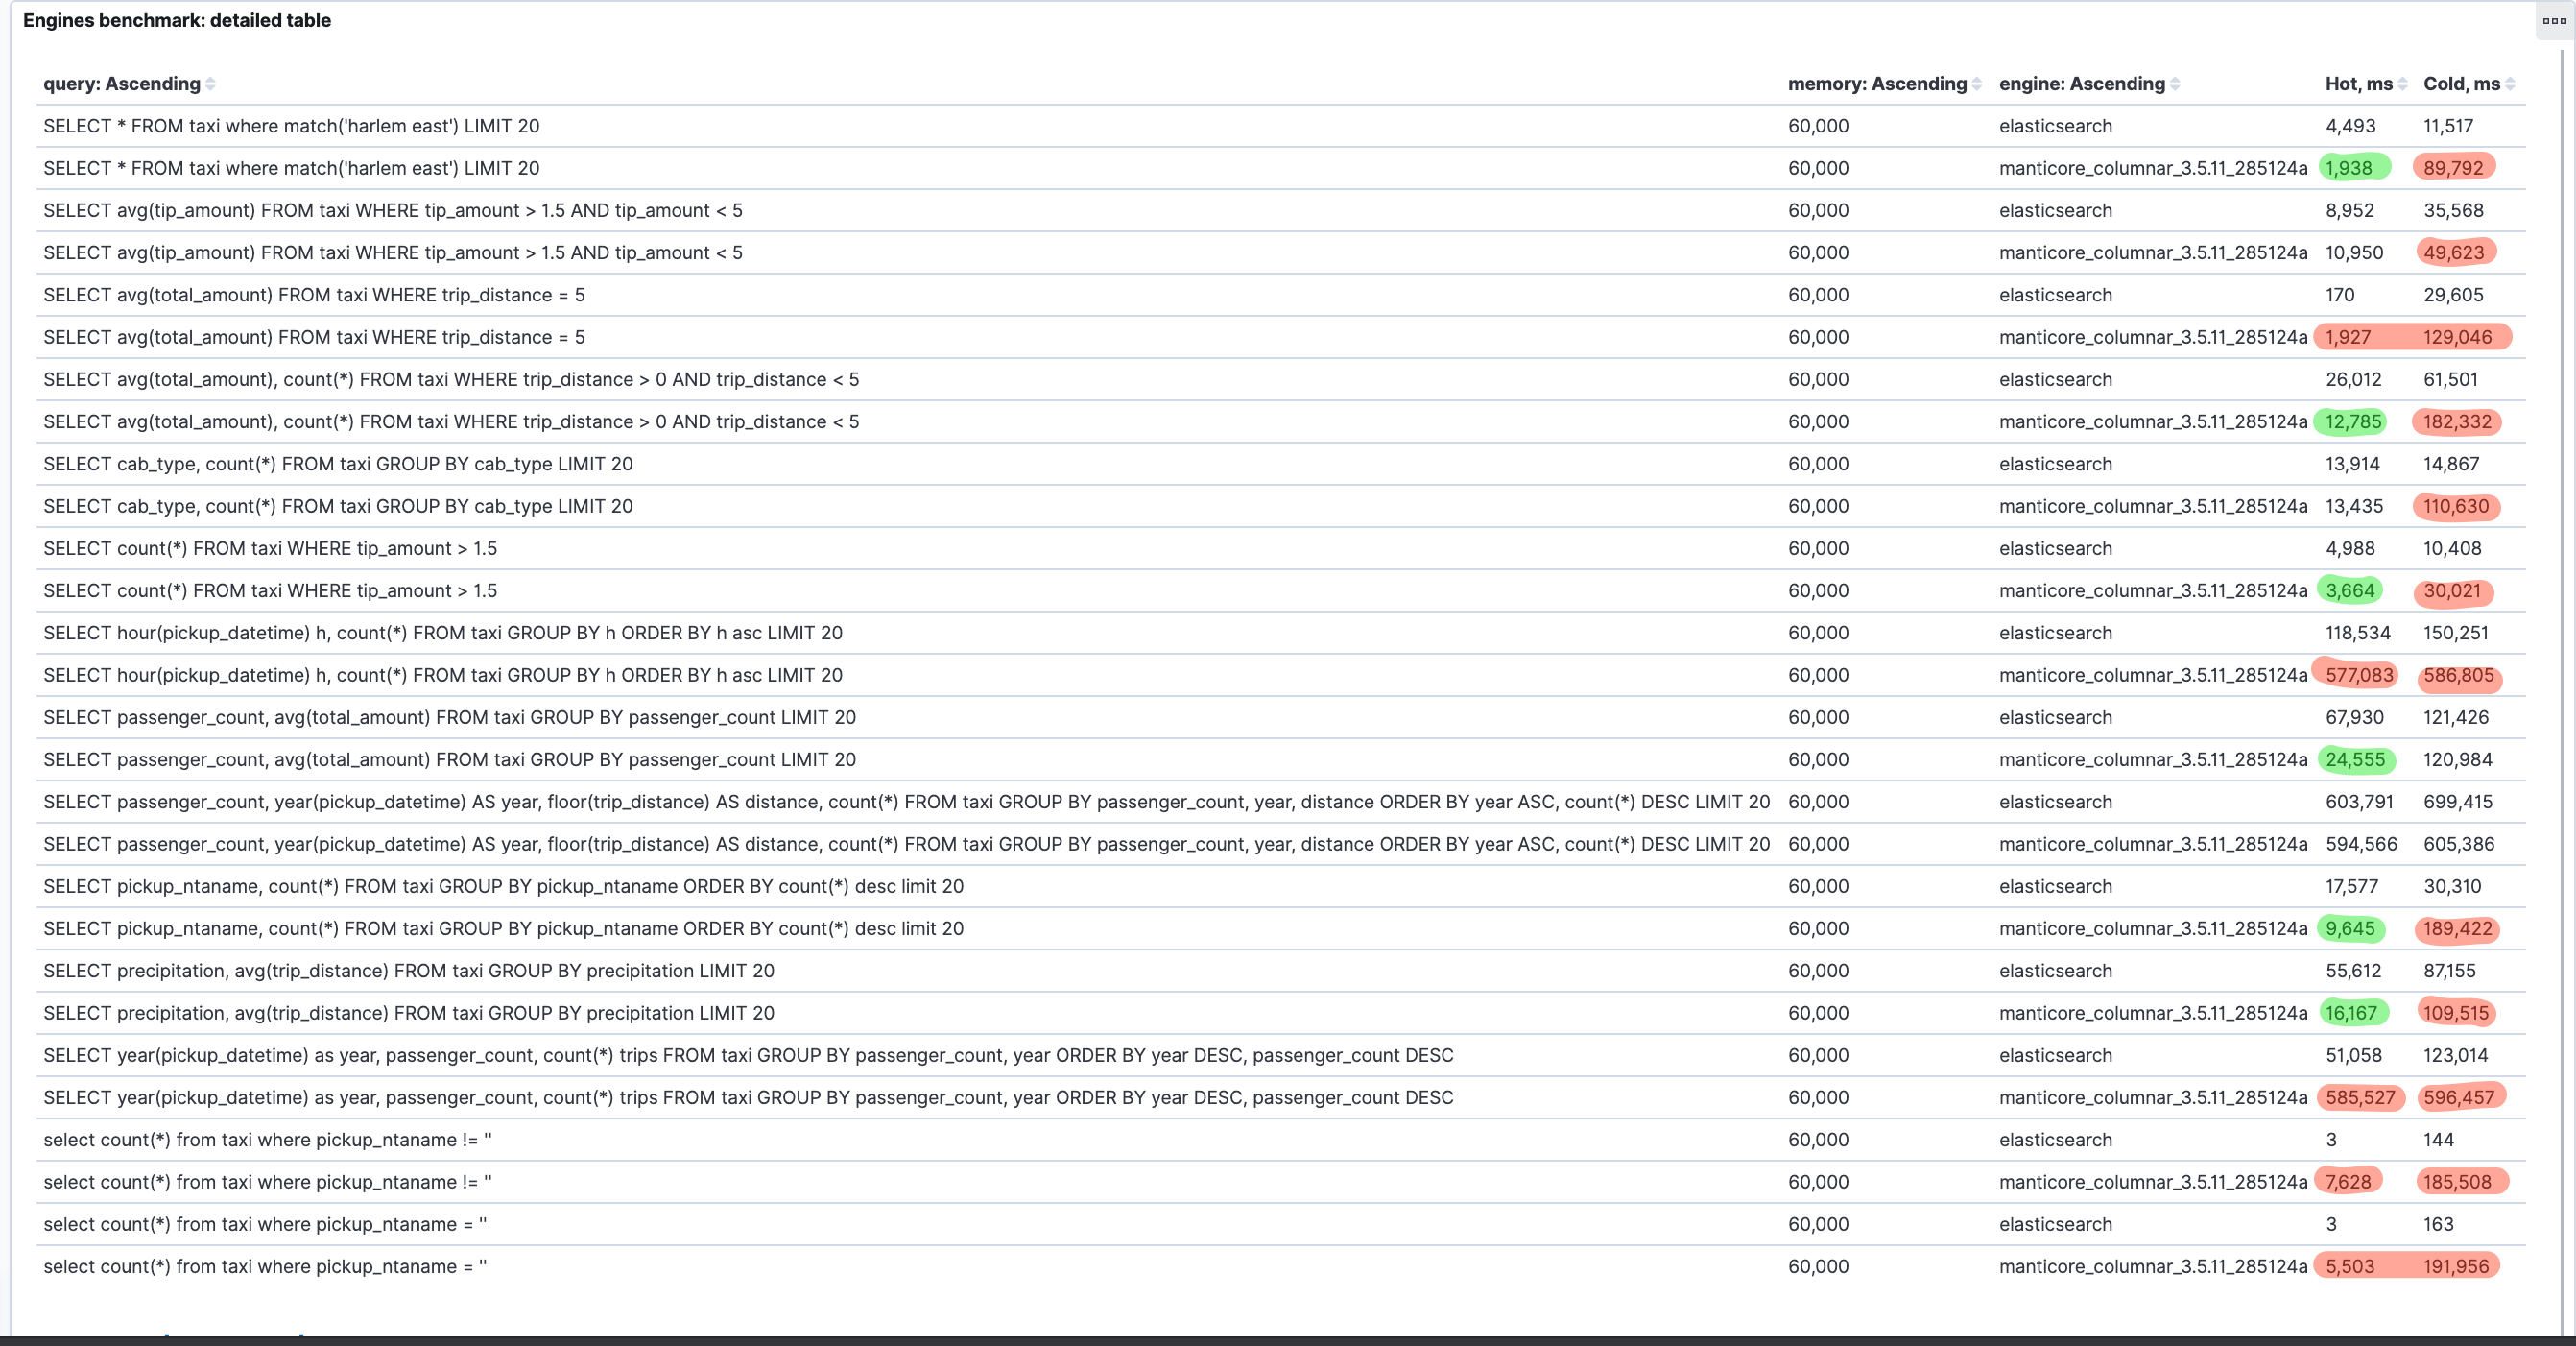 Engines benchmark: detailed table
query: Ascending memory: Ascending engine: Ascending Hot, ms Cold, ms
SELECT * FROM taxi where match('harlem east') LIMIT 20 60,000 elasticsearch 4,493 11,517
SELECT * FROM taxi where match('harlem east') LIMIT 20 60,000 manticore_columnar_3.5.11_285124a 1,938 89,792
SELECT avg(tip_amount) FROM taxi WHERE tip_amount > 1.5 AND tip_amount < 5 60,000 elasticsearch 8,952 35,568
SELECT avg(tip_amount) FROM taxi WHERE tip_amount > 1.5 AND tip_amount < 5 60,000 manticore_columnar_3.5.11_285124a 10,950 49,623
SELECT avg(total_amount) FROM taxi WHERE trip_distance = 5 60,000 elasticsearch 170 29,605
SELECT avg(total_amount) FROM taxi WHERE trip_distance = 5 60,000 manticore_columnar_3.5.11_285124a 1,927 129,046
SELECT avg(total_amount), count(*) FROM taxi WHERE trip_distance > 0 AND trip_distance < 5 60,000 elasticsearch 26,012 61,501
SELECT avg(total_amount), count(*) FROM taxi WHERE trip_distance > 0 AND trip_distance < 5 60,000 manticore_columnar_3.5.11_285124a 12,785 182,332
SELECT cab_type, count(*) FROM taxi GROUP BY cab_type LIMIT 20 60,000 elasticsearch 13,914 14,867
SELECT cab_type, count(*) FROM taxi GROUP BY cab_type LIMIT 20 60,000 manticore_columnar_3.5.11_285124a 13,435 110,630
SELECT count(*) FROM taxi WHERE tip_amount > 1.5 60,000 elasticsearch 4,988 10,408
SELECT count(*) FROM taxi WHERE tip_amount > 1.5 60,000 manticore_columnar_3.5.11_285124a 3,664 30,021
SELECT hour(pickup_datetime) h, count(*) FROM taxi GROUP BY h ORDER BY h asc LIMIT 20 60,000 elasticsearch 118,534 150,251
SELECT hour(pickup_datetime) h, count(*) FROM taxi GROUP BY h ORDER BY h asc LIMIT 20 60,000 manticore_columnar_3.5.11_285124a 577,083 586,805
SELECT passenger_count, avg(total_amount) FROM taxi GROUP BY passenger_count LIMIT 20 60,000 elasticsearch 67,930 121,426
SELECT passenger_count, avg(total_amount) FROM taxi GROUP BY passenger_count LIMIT 20 60,000 manticore_columnar_3.5.11_285124a 24,555 120,984
SELECT passenger_count, year(pickup_datetime) AS year, floor(trip_distance) AS distance, count(*) FROM taxi GROUP BY passenger_count, year, distance ORDER BY year ASC, count(*) DESC LIMIT 20 60,000 elasticsearch 603,791 699,415
SELECT passenger_count, year(pickup_datetime) AS year, floor(trip_distance) AS distance, count(*) FROM taxi GROUP BY passenger_count, year, distance ORDER BY year ASC, count(*) DESC LIMIT 20 60,000 manticore_columnar_3.5.11_285124a 594,566 605,386
SELECT pickup_ntaname, count(*) FROM taxi GROUP BY pickup_ntaname ORDER BY count(*) desc limit 20 60,000 elasticsearch 17,577 30,310
SELECT pickup_ntaname, count(*) FROM taxi GROUP BY pickup_ntaname ORDER BY count(*) desc limit 20 60,000 manticore_columnar_3.5.11_285124a 9,645 189,422
SELECT precipitation, avg(trip_distance) FROM taxi GROUP BY precipitation LIMIT 20 60,000 elasticsearch 55,612 87,155
SELECT precipitation, avg(trip_distance) FROM taxi GROUP BY precipitation LIMIT 20 60,000 manticore_columnar_3.5.11_285124a 16,167 109,515
SELECT year(pickup_datetime) as year, passenger_count, count(*) trips FROM taxi GROUP BY passenger_count, year ORDER BY year DESC, passenger_count DESC 60,000 elasticsearch 51,058 123,014
SELECT year(pickup_datetime) as year, passenger_count, count(*) trips FROM taxi GROUP BY passenger_count, year ORDER BY year DESC, passenger_count DESC 60,000 manticore_columnar_3.5.11_285124a 585,527 596,457
select count(*) from taxi where pickup_ntaname != '' 60,000 elasticsearch 3 144
select count(*) from taxi where pickup_ntaname != '' 60,000 manticore_columnar_3.5.11_285124a 7,628 185,508
select count(*) from taxi where pickup_ntaname = '' 60,000 elasticsearch 3 163
select count(*) from taxi where pickup_ntaname = '' 60,000 manticore_columnar_3.5.11_285124a 5,503 191,956